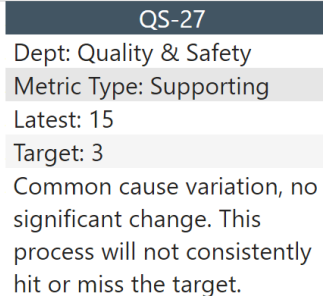 QS-27
Dept: Quality & Safety
Metric Type: Supporting
Latest: 15
Target: 3
Common cause variation, no
significant change. This
process will not consistently
hit or miss the target.